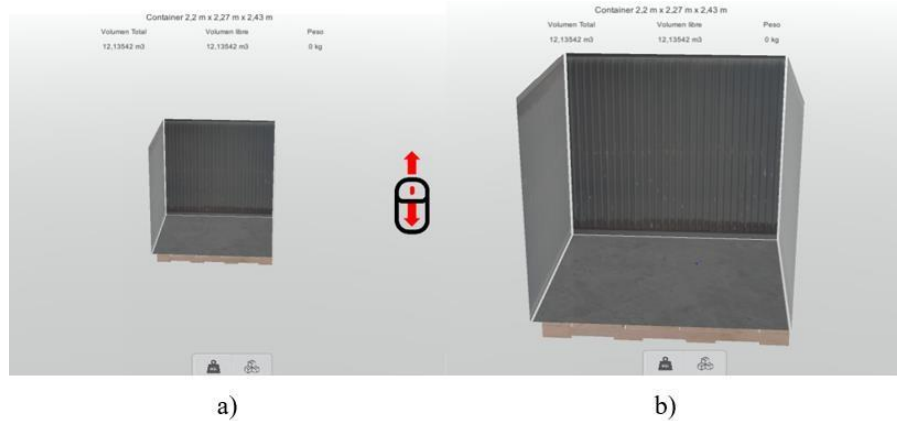 Container 2,2 m x 2,27 m x 2,43 m
Volumen Total Volumen libre Peso
12,13542 m3 12,13542 m3 0 kg
Container 2,2 m x 2,27 m x 2,43 m
Volumen Total Volumen libre Peso
12,13542 m3 12,13542 m3 0 kg
a)
b)